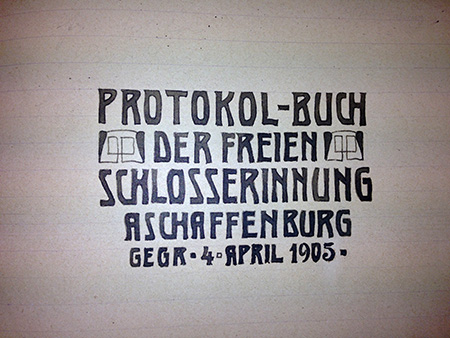 PROTOKOL-BUCH
DER FREIEN
SCHLOSSERINNUNG
ASCHAFFENBURG
GEGR · 4 · APRIL 1905 ·